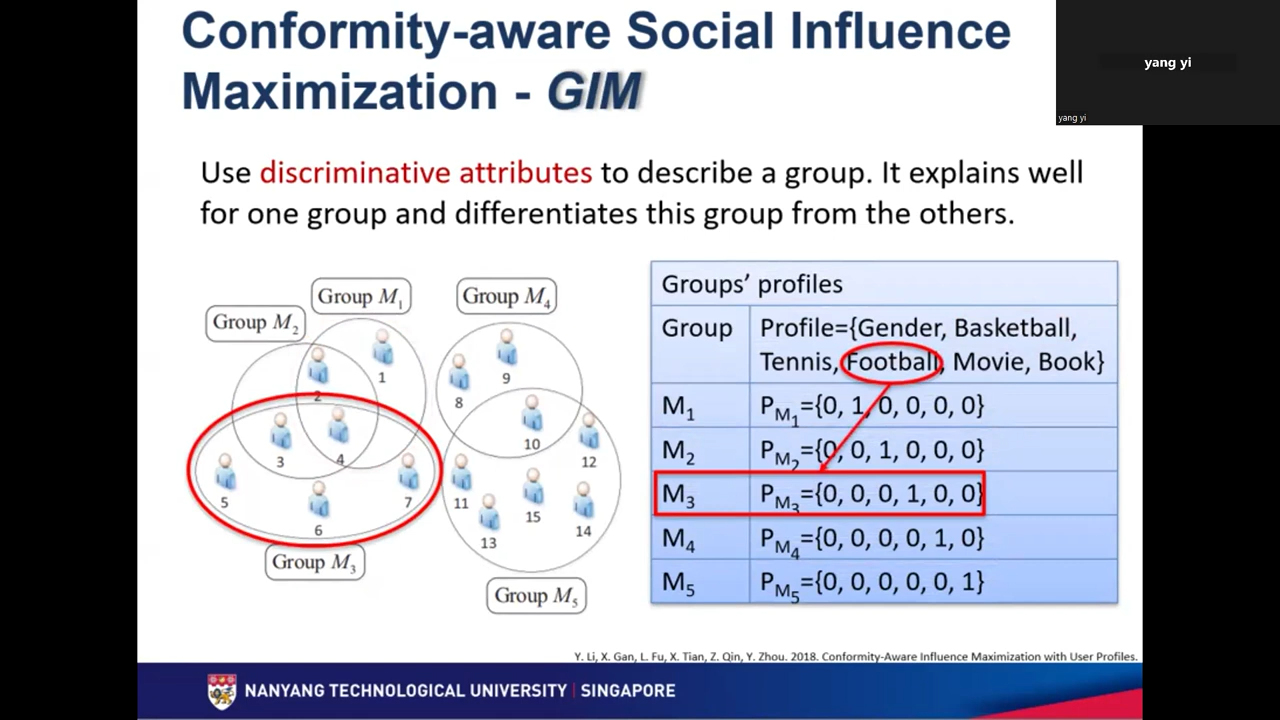 Conformity-aware Social Influence
Maximization - GIM
yang yi
yang yi
Use discriminative attributes to describe a group. It explains well
for one group and differentiates this group from the others.
Group M1
Group M4
Group M2
1
2
3
4
5
6
7
8
9
10
11
12
13
14
15
Group M3
Group M5
Groups’ profiles
Group Profile={Gender, Basketball,
Tennis, Football, Movie, Book}
M1 PM1={0, 1, 0, 0, 0, 0}
M2 PM2={0, 0, 1, 0, 0, 0}
M3 PM3={0, 0, 0, 1, 0, 0}
M4 PM4={0, 0, 0, 0, 1, 0}
M5 PM5={0, 0, 0, 0, 0, 1}
Y. Li, X. Gan, L. Fu, X. Tian, Z. Qin, Y. Zhou. 2018. Conformity-Aware Influence Maximization with User Profiles.
NANYANG TECHNOLOGICAL UNIVERSITY | SINGAPORE